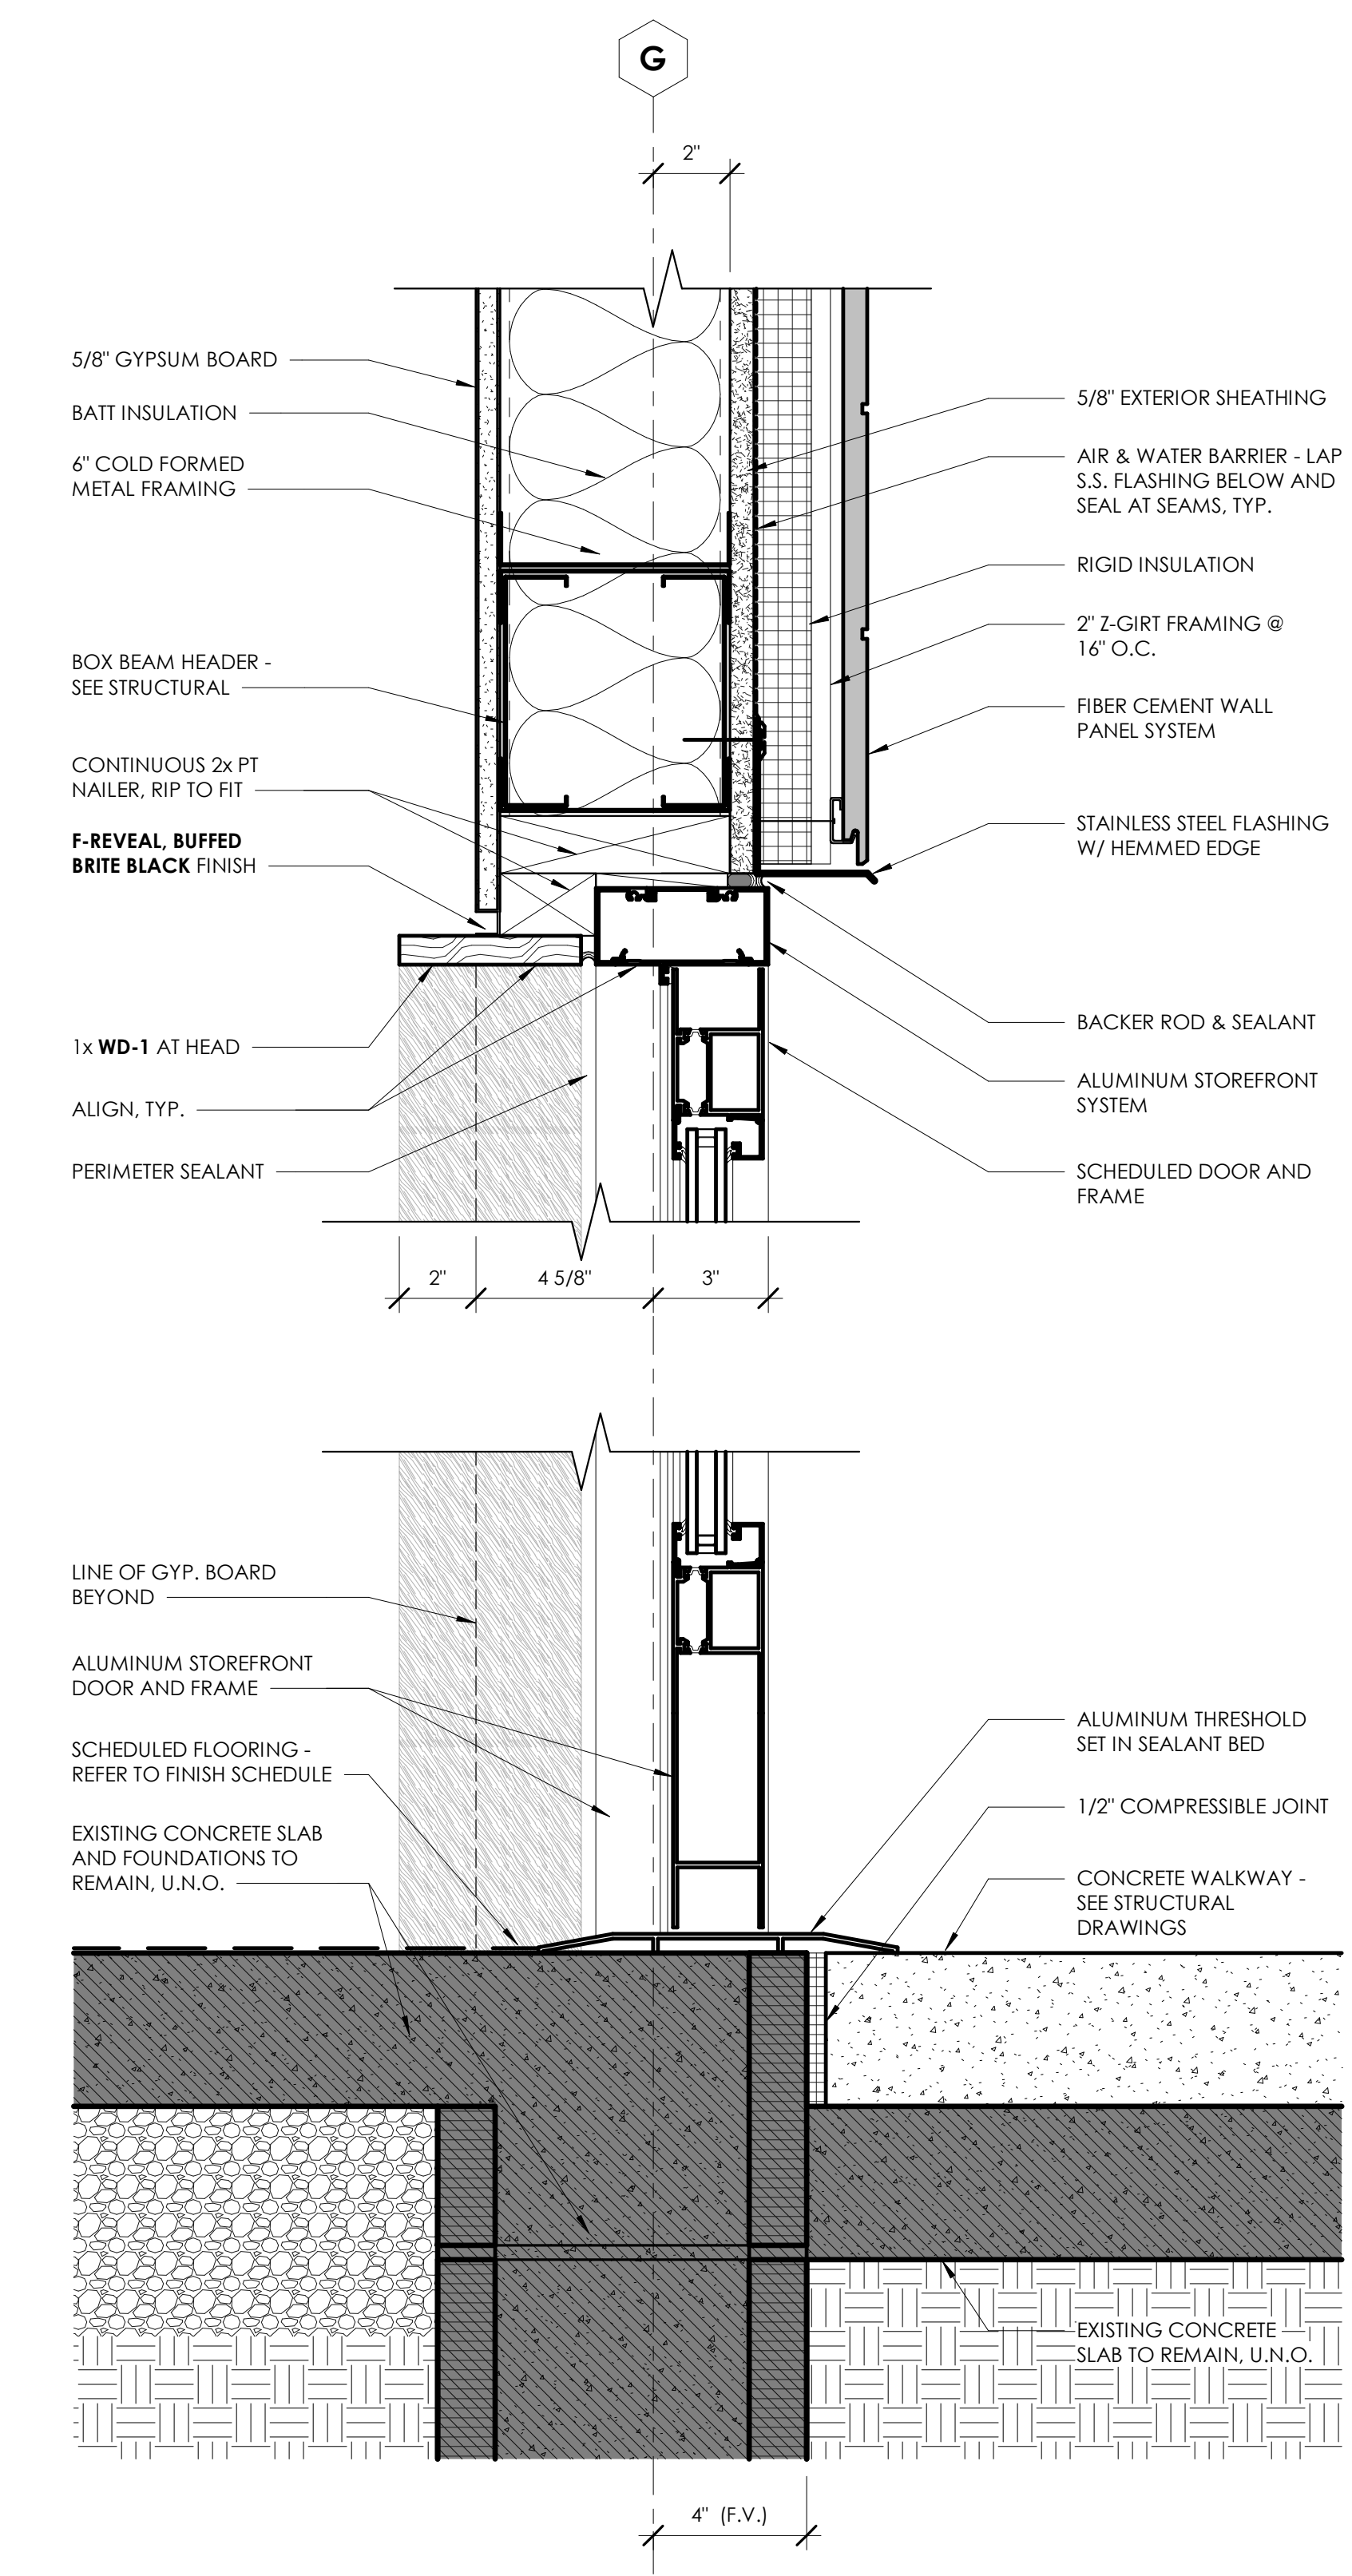 G
2"
5/8" GYPSUM BOARD
BATT INSULATION
6" COLD FORMED
METAL FRAMING
BOX BEAM HEADER -
SEE STRUCTURAL
CONTINUOUS 2x PT
NAILER, RIP TO FIT
F-REVEAL, BUFFED
BRITE BLACK FINISH
1x WD-1 AT HEAD
ALIGN, TYP.
PERIMETER SEALANT
5/8" EXTERIOR SHEATHING
AIR & WATER BARRIER - LAP
S.S. FLASHING BELOW AND
SEAL AT SEAMS, TYP.
RIGID INSULATION
2" Z-GIRT FRAMING @
16" O.C.
FIBER CEMENT WALL
PANEL SYSTEM
STAINLESS STEEL FLASHING
W/ HEMMED EDGE
BACKER ROD & SEALANT
ALUMINUM STOREFRONT
SYSTEM
SCHEDULED DOOR AND
FRAME
2" 4 5/8" 3"
LINE OF GYP. BOARD
BEYOND
ALUMINUM STOREFRONT
DOOR AND FRAME
SCHEDULED FLOORING -
REFER TO FINISH SCHEDULE
EXISTING CONCRETE SLAB
AND FOUNDATIONS TO
REMAIN, U.N.O.
ALUMINUM THRESHOLD
SET IN SEALANT BED
1/2" COMPRESSIBLE JOINT
CONCRETE WALKWAY -
SEE STRUCTURAL
DRAWINGS
EXISTING CONCRETE
SLAB TO REMAIN, U.N.O.
4" (F.V.)